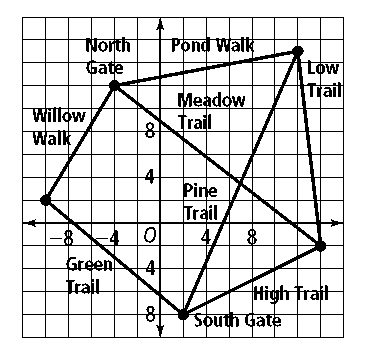 North
Gate
Pond Walk
Low
Trail
Willow
Walk
Meadow
Trail
8
4
Pine
Trail
−8 −4 O 4 8
4
Green
Trail
High Trail
8
South Gate